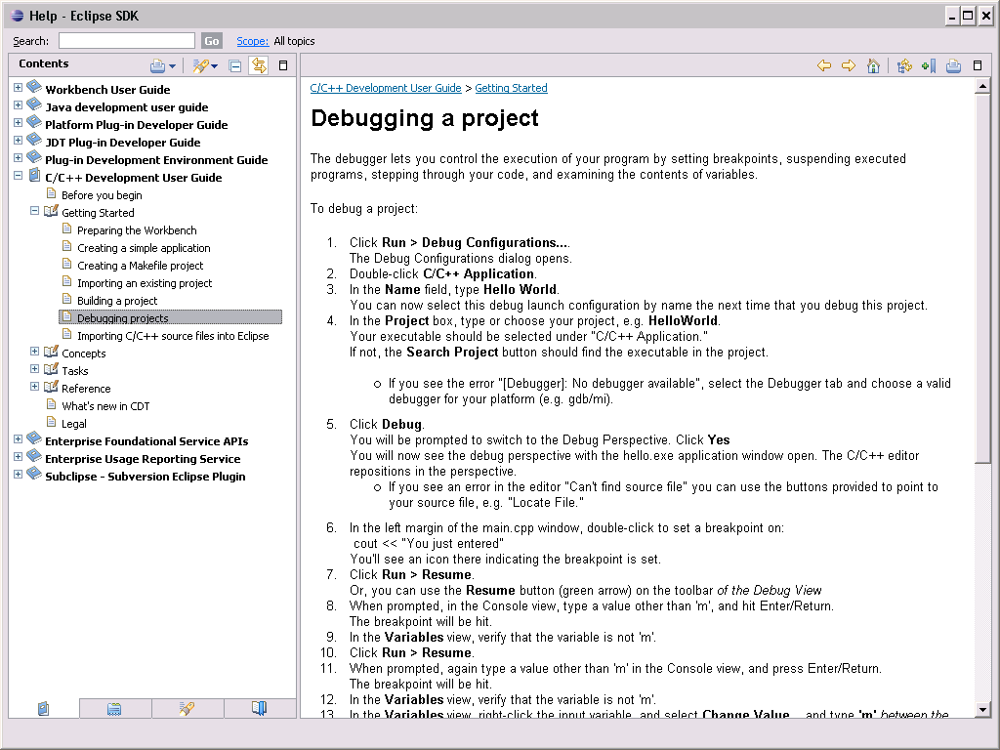 Help - Eclipse SDK
Search:
Go
Scope: All topics
Contents
Workbench User Guide
Java development user guide
Platform Plug-in Developer Guide
JDT Plug-in Developer Guide
Plug-in Development Environment Guide
C/C++ Development User Guide
Before you begin
Getting Started
Preparing the Workbench
Creating a simple application
Creating a Makefile project
Importing an existing project
Building a project
Debugging projects
Importing C/C++ source files into Eclipse
Concepts
Tasks
Reference
What's new in CDT
Legal
Enterprise Foundational Service APIs
Enterprise Usage Reporting Service
Subclipse - Subversion Eclipse Plugin
C/C++ Development User Guide > Getting Started
Debugging a project
The debugger lets you control the execution of your program by setting breakpoints, suspending executed
programs, stepping through your code, and examining the contents of variables.
To debug a project:
1. Click Run > Debug Configurations....
The Debug Configurations dialog opens.
2. Double-click C/C++ Application.
3. In the Name field, type Hello World.
You can now select this debug launch configuration by name the next time that you debug this project.
4. In the Project box, type or choose your project, e.g. HelloWorld.
Your executable should be selected under "C/C++ Application."
If not, the Search Project button should find the executable in the project.
o If you see the error "[Debugger]: No debugger available", select the Debugger tab and choose a valid
debugger for your platform (e.g. gdb/mi).
5. Click Debug.
You will be prompted to switch to the Debug Perspective. Click Yes
You will now see the debug perspective with the hello.exe application window open. The C/C++ editor
repositions in the perspective.
o If you see an error in the editor "Can't find source file" you can use the buttons provided to point to
your source file, e.g. "Locate File."
6. In the left margin of the main.cpp window, double-click to set a breakpoint on:
cout << "You just entered"
You'll see an icon there indicating the breakpoint is set.
7. Click Run > Resume.
Or, you can use the Resume button (green arrow) on the toolbar of the Debug View
8. When prompted, in the Console view, type a value other than 'm', and hit Enter/Return.
The breakpoint will be hit.
9. In the Variables view, verify that the variable is not 'm'.
10. Click Run > Resume.
11. When prompted, again type a value other than 'm' in the Console view, and press Enter/Return.
The breakpoint will be hit.
12. In the Variables view, verify that the variable is not 'm'.
13. In the Variables view, right-click the input variable, and select Change Value... and type 'm' between the